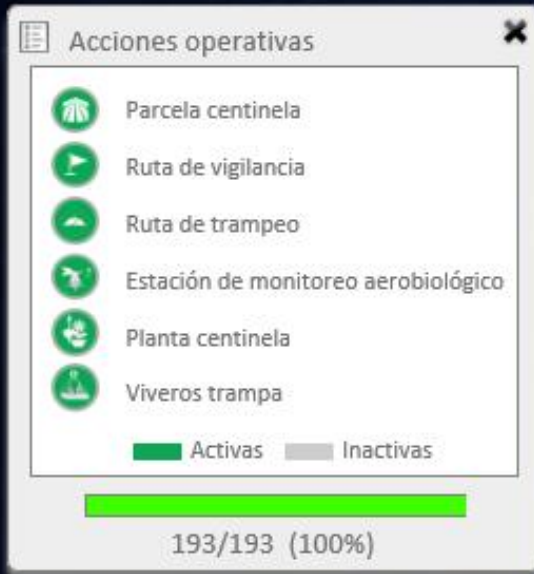 Acciones operativas
Parcela centinela
Ruta de vigilancia
Ruta de trampeo
Estación de monitoreo aerobiológico
Planta centinela
Viveros trampa
Activas Inactivas
193/193 (100%)